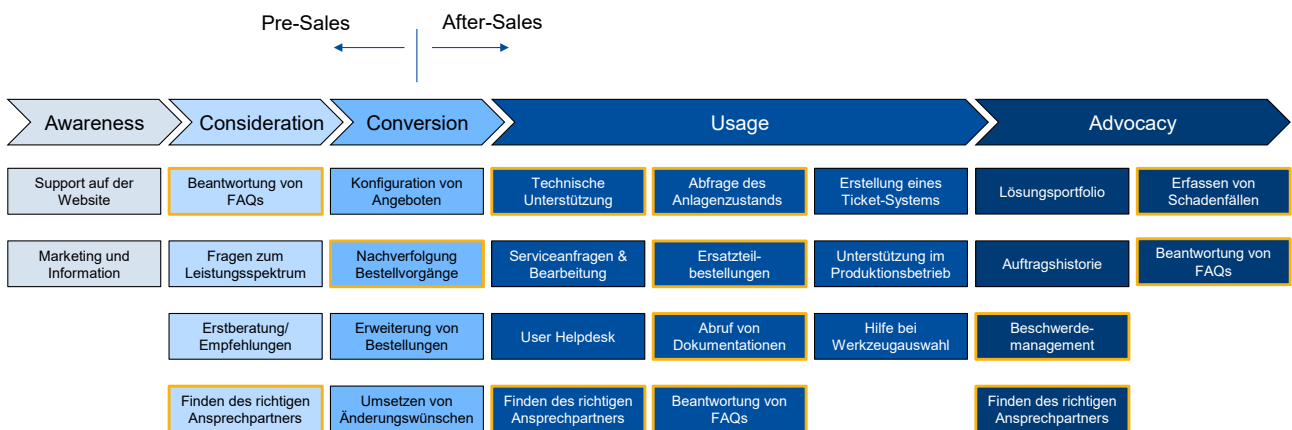 Pre-Sales
After-Sales
Awareness
Consideration
Conversion
Usage
Advocacy
Support auf der
Website
Beantwortung von
FAQs
Konfiguration von
Angeboten
Technische
Unterstützung
Abfrage des
Anlagenzustands
Erstellung eines
Ticket-Systems
Lösungsportfolio
Erfassen von
Schadenfällen
Marketing und
Information
Fragen zum
Leistungsspektrum
Nachverfolgung
Bestellvorgänge
Serviceanfragen &
Bearbeitung
Ersatzteil-
bestellungen
Unterstützung im
Produktionsbetrieb
Auftragshistorie
Beantwortung von
FAQs
Erstberatung/
Empfehlungen
Erweiterung von
Bestellungen
User Helpdesk
Abruf von
Dokumentationen
Hilfe bei
Werkzeugauswahl
Beschwerde-
management
Finden des richtigen
Ansprechpartners
Umsetzen von
Änderungswünschen
Finden des richtigen
Ansprechpartners
Beantwortung von
FAQs
Finden des richtigen
Ansprechpartners